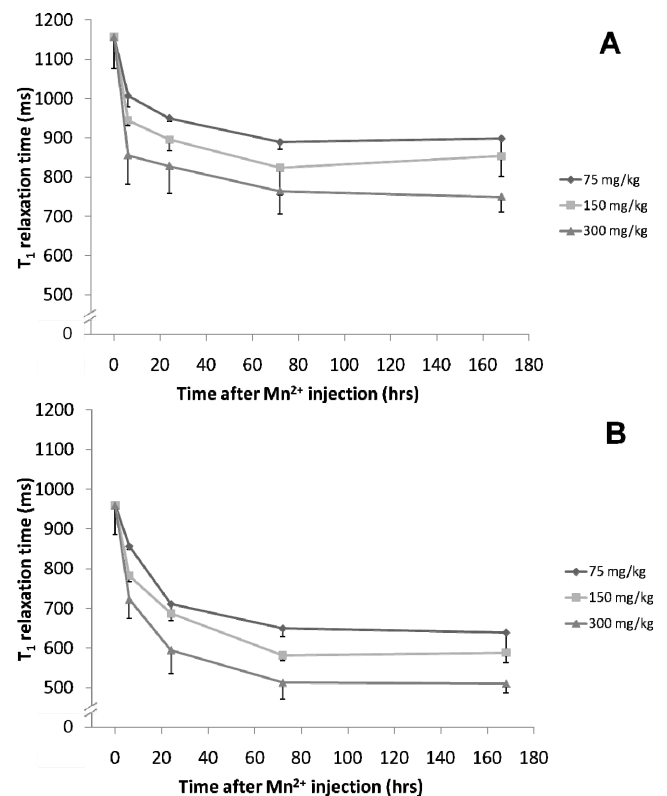 1200
1100
1000
900
800
700
600
500
0
T₁ relaxation time (ms)
0 20 40 60 80 100 120 140 160 180
Time after Mn²⁺ injection (hrs)
A
75 mg/kg
150 mg/kg
300 mg/kg
1200
1100
1000
900
800
700
600
500
0
T₁ relaxation time (ms)
0 20 40 60 80 100 120 140 160 180
Time after Mn²⁺ injection (hrs)
B
75 mg/kg
150 mg/kg
300 mg/kg